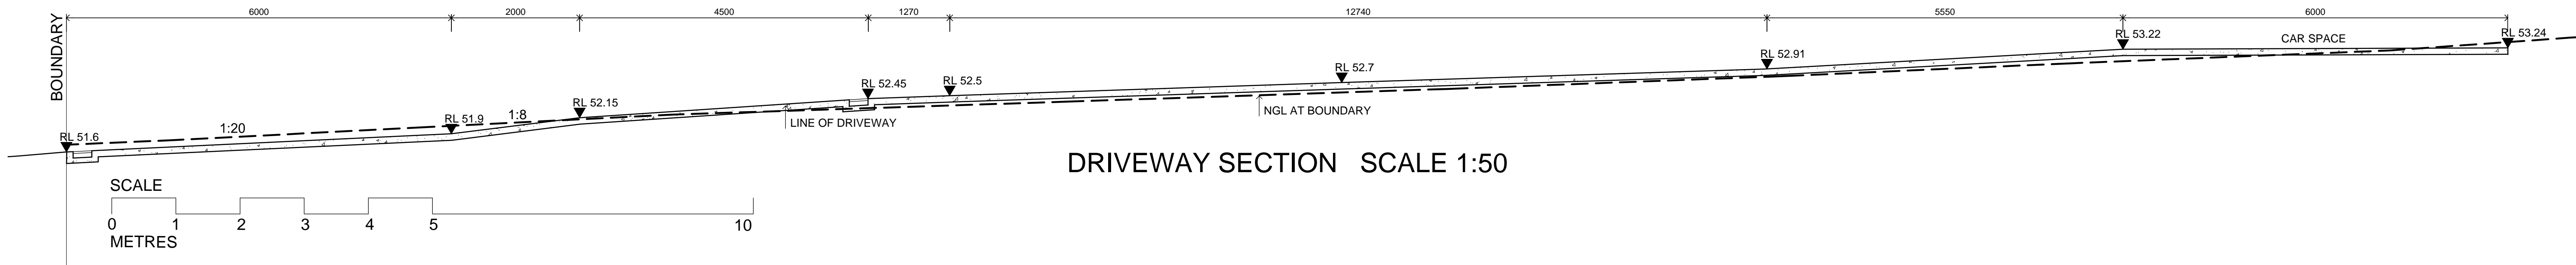 6000 2000 4500 1270 12740 5550 6000
BOUNDARY
RL 51.6
1:20
RL 51.9
1:8
RL 52.15
RL 52.45
RL 52.5
RL 52.7
RL 52.91
RL 53.22
CAR SPACE
RL 53.24
LINE OF DRIVEWAY
NGL AT BOUNDARY
DRIVEWAY SECTION SCALE 1:50
SCALE
0 1 2 3 4 5 10
METRES